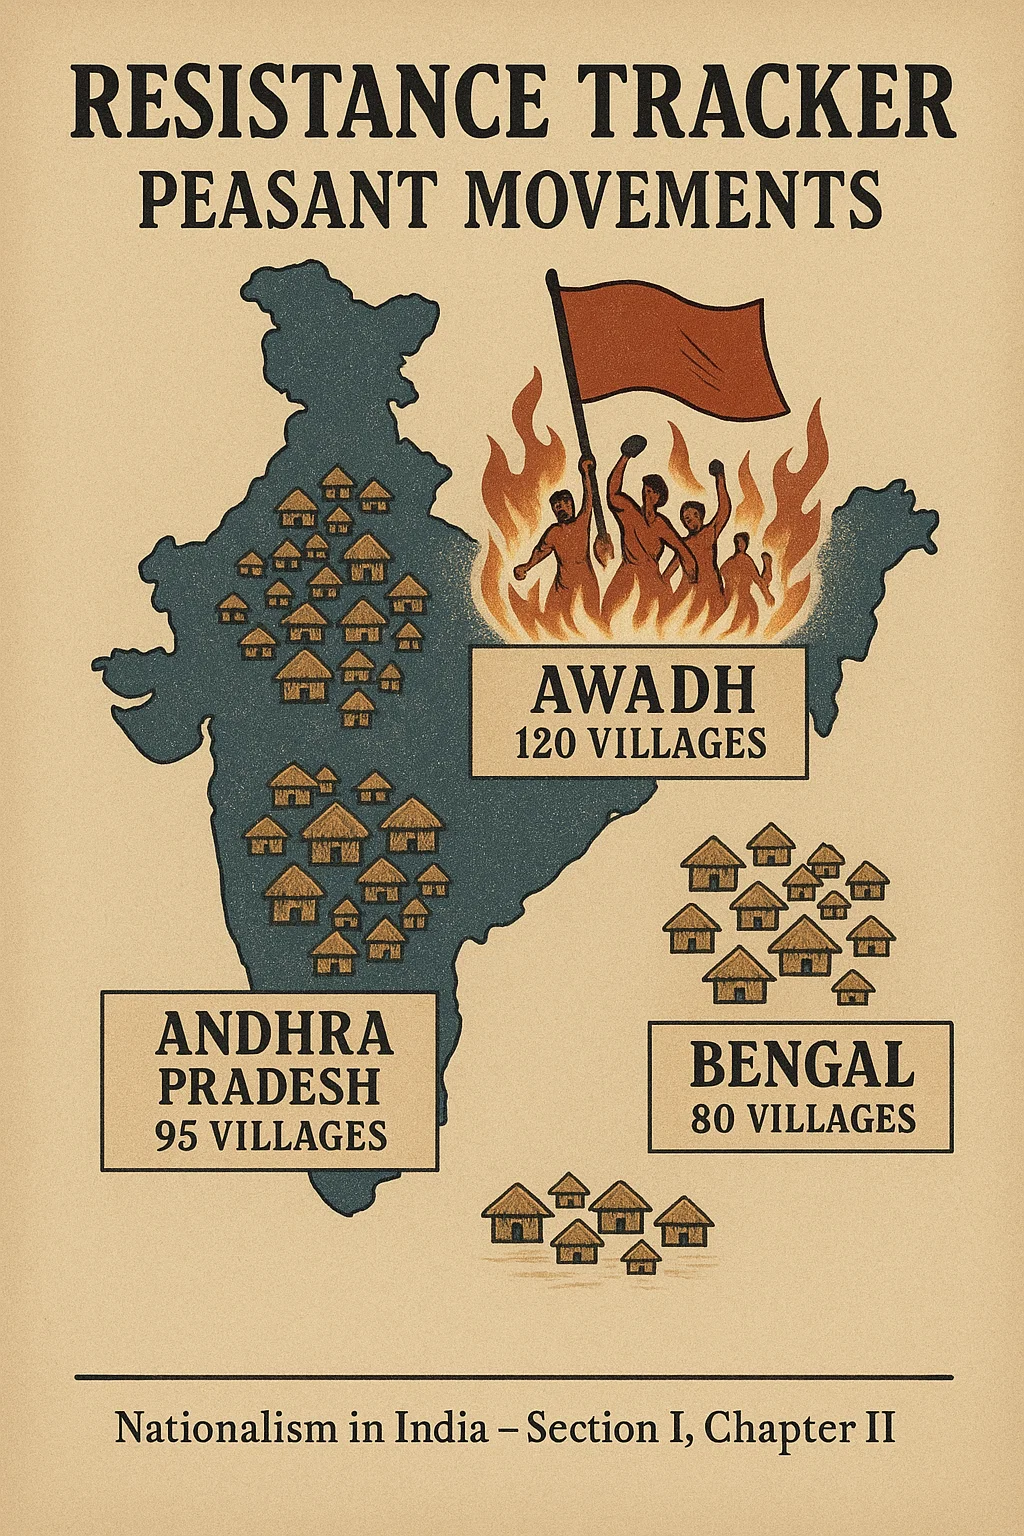 RESISTANCE TRACKER
PEASANT MOVEMENTS
AWADH
120 VILLAGES
ANDHRA
PRADESH
95 VILLAGES
BENGAL
80 VILLAGES
Nationalism in India – Section I, Chapter II